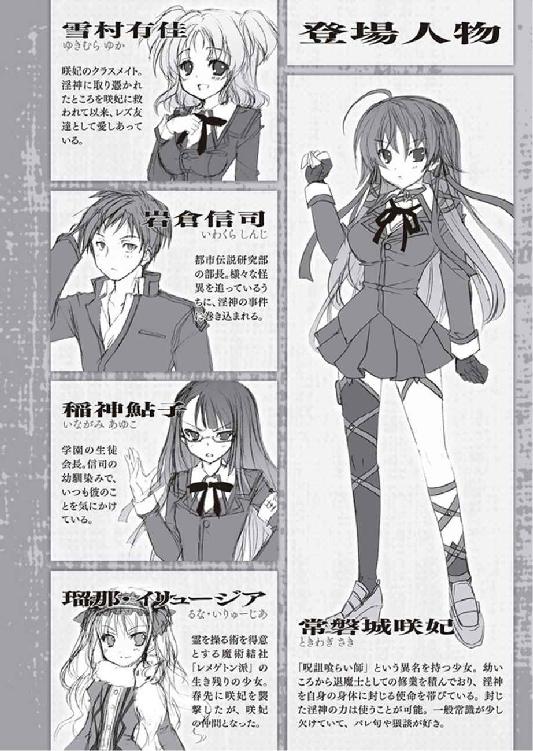 登場人物
常磐城咲妃
ときわぎ さき
「呪詛喰らい師」という異名を持つ少女。幼い
ころから退魔士としての修業を積んでおり、淫神
を自身の身体に封じる使命を帯びている。封じ
た淫神の力は使うことが可能。一般常識が少し
欠けていて、バレ句や猥談が好き。
雪村有佳
ゆきむら ゆか
咲妃のクラスメイト。
淫神に取り憑かれ
たところを咲妃に救
われて以来、レズ友
達として愛しあって
いる。
岩倉信司
いわくら しんじ
都市伝説研究部
の部長。様々な怪
異を追っているう
ちに、淫神の事件
に巻き込まれる。
稲神鮎子
いながみ あゆこ
学園の生徒
会長。信司の
幼馴染みで、
いつも彼のこ
とを気にかけ
ている。
瑠那・イリュージア
るな・いりゅーじあ
霊を操る術を得意
とする魔術結社
「レメゲトン派」の
生き残りの少女。
春先に咲妃を襲
撃したが、咲妃
の仲間となった。